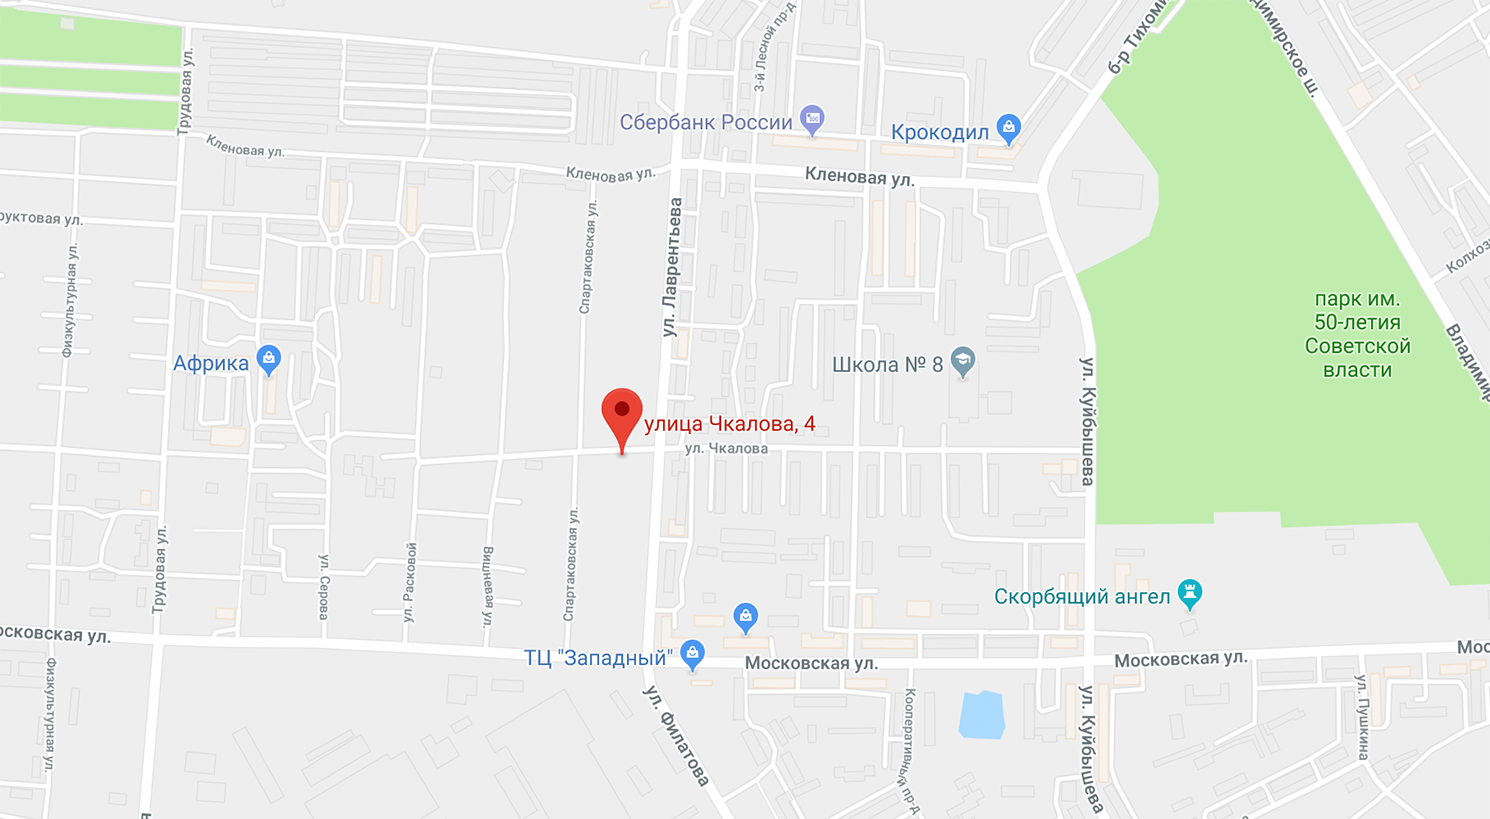 3-й Лесной пр-д
б-р Тихоми
димирское ш.
Трудовая ул.
Сбербанк России
Крокодил
Кленовая ул.
Кленовая ул.
Кленовая ул.
руктовая ул.
Физкультурная ул.
Спартаковская ул.
ул. Лаврентьева
Колхоз
парк им.
50-летия
Советской
власти
Владимир
Африка
Школа № 8
ул. Куйбышева
улица Чкалова, 4
ул. Чкалова
Трудовая ул.
ул. Серова
ул. Расковой
Вишневая ул.
Спартаковская ул.
Скорбящий ангел
осковская ул.
ТЦ "Западный"
Московская ул.
Московская ул.
Мос
Физкультурная ул.
ул. Филатова
Кооперативный пр-д
ул. Куйбышева
ул. Пушкина